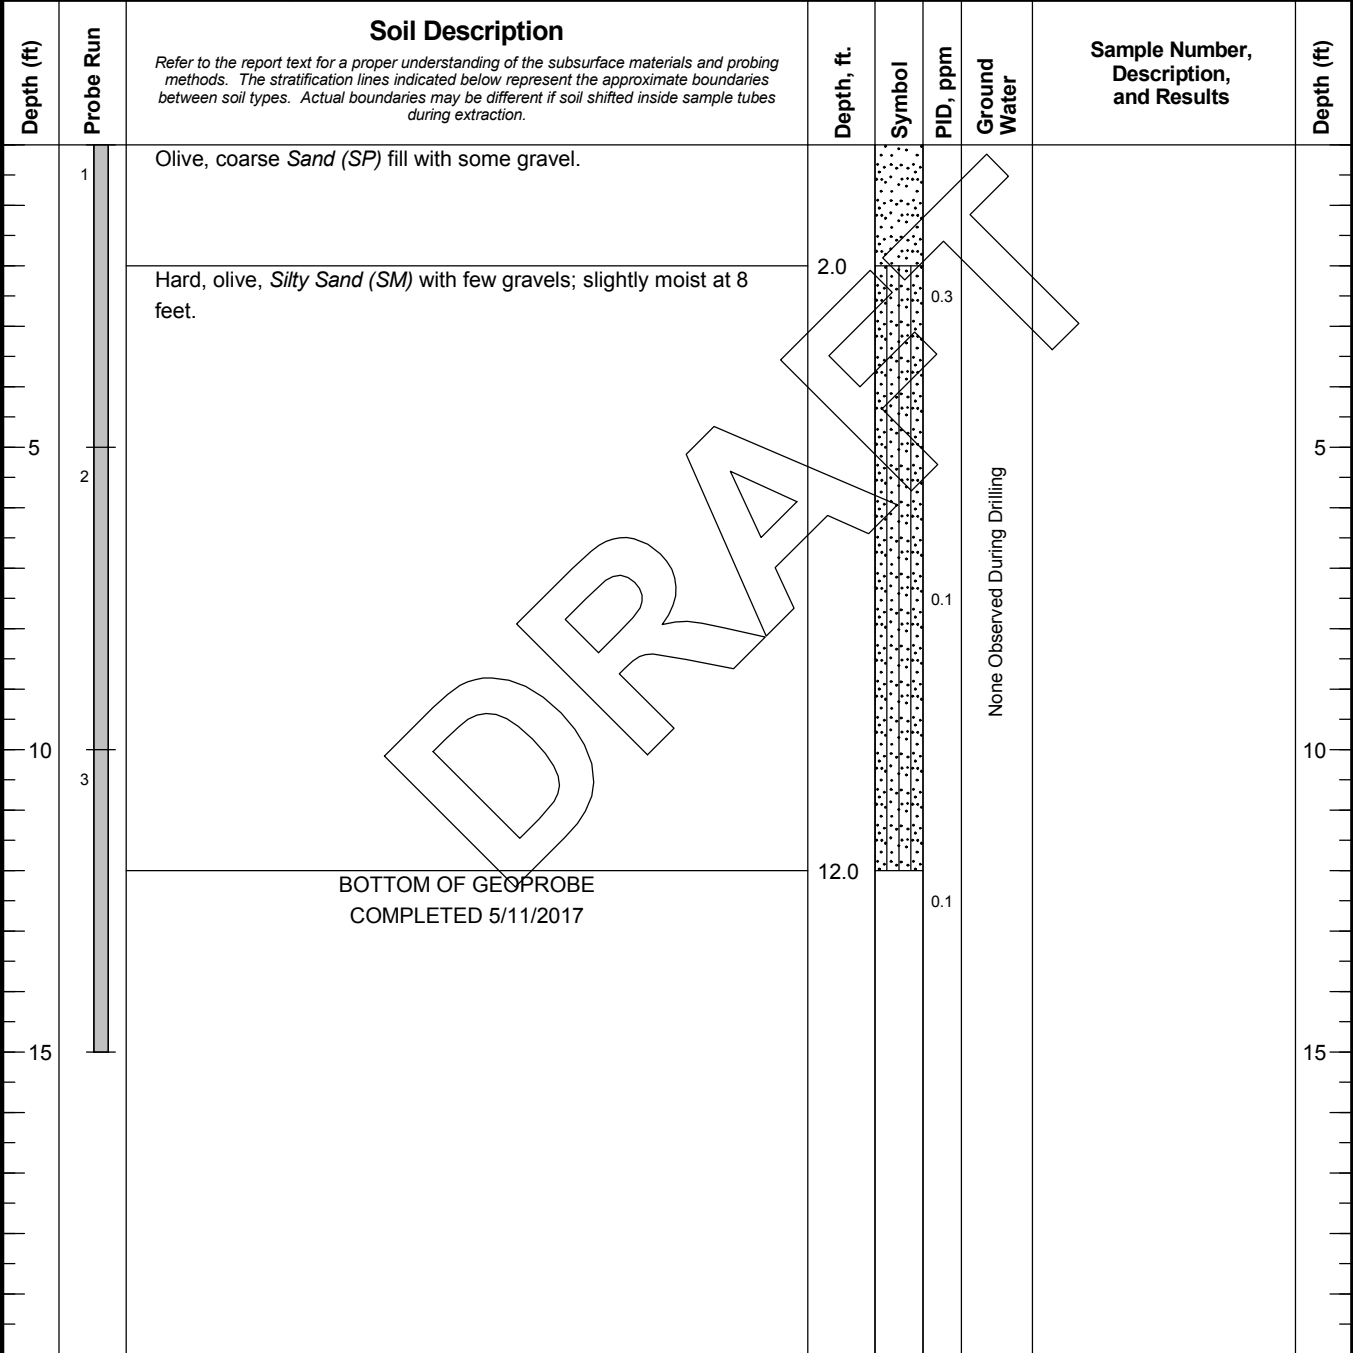 Depth (ft)
Probe Run
Soil Description
Refer to the report text for a proper understanding of the subsurface materials and probing
methods. The stratification lines indicated below represent the approximate boundaries
between soil types. Actual boundaries may be different if soil shifted inside sample tubes
during extraction.
Depth, ft.
Symbol
PID, ppm
Ground
Water
Sample Number,
Description,
and Results
Depth (ft)
1
Olive, coarse Sand (SP) fill with some gravel.
2.0
Hard, olive, Silty Sand (SM) with few gravels; slightly moist at 8
feet.
0.3
5
5
2
None Observed During Drilling
0.1
DRAFT
10
10
3
12.0
BOTTOM OF GEOPROBE
COMPLETED 5/11/2017
0.1
15
15